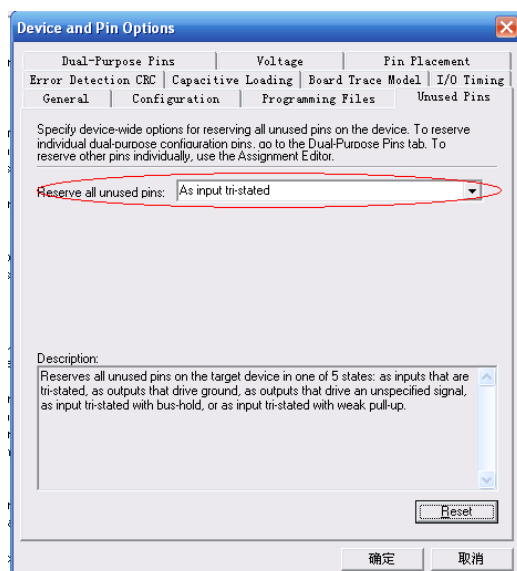 Device and Pin Options
Dual-Purpose Pins Voltage Pin Placement
Error Detection CRC Capacitive Loading Board Trace Model I/O Timing
General Configuration Programming Files Unused Pins
Specify device-wide options for reserving all unused pins on the device. To reserve
individual dual-purpose configuration pins, go to the Dual-Purpose Pins tab. To
reserve other pins individually, use the Assignment Editor.
Reserve all unused pins: As input tri-stated
Description:
Reserves all unused pins on the target device in one of 5 states: as inputs that are
tri-stated, as outputs that drive ground, as outputs that drive an unspecified signal,
as input tri-stated with bus-hold, or as input tri-stated with weak pull-up.
Reset
确定 取消